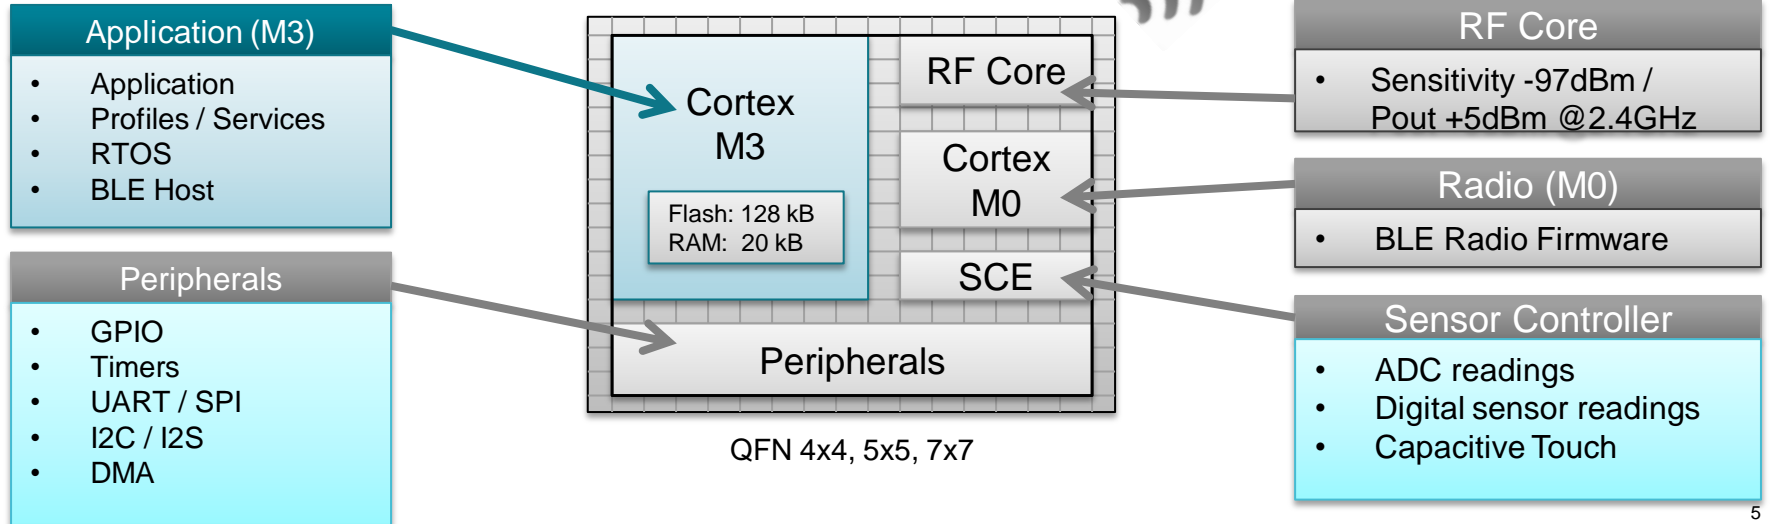 Application (M3)
• Application
• Profiles / Services
• RTOS
• BLE Host
Peripherals
• GPIO
• Timers
• UART / SPI
• I2C / I2S
• DMA
Cortex
M3
Flash: 128 kB
RAM: 20 kB
RF Core
Cortex
M0
SCE
Peripherals
QFN 4x4, 5x5, 7x7
RF Core
• Sensitivity -97dBm /
Pout +5dBm @2.4GHz
Radio (M0)
• BLE Radio Firmware
Sensor Controller
• ADC readings
• Digital sensor readings
• Capacitive Touch
5